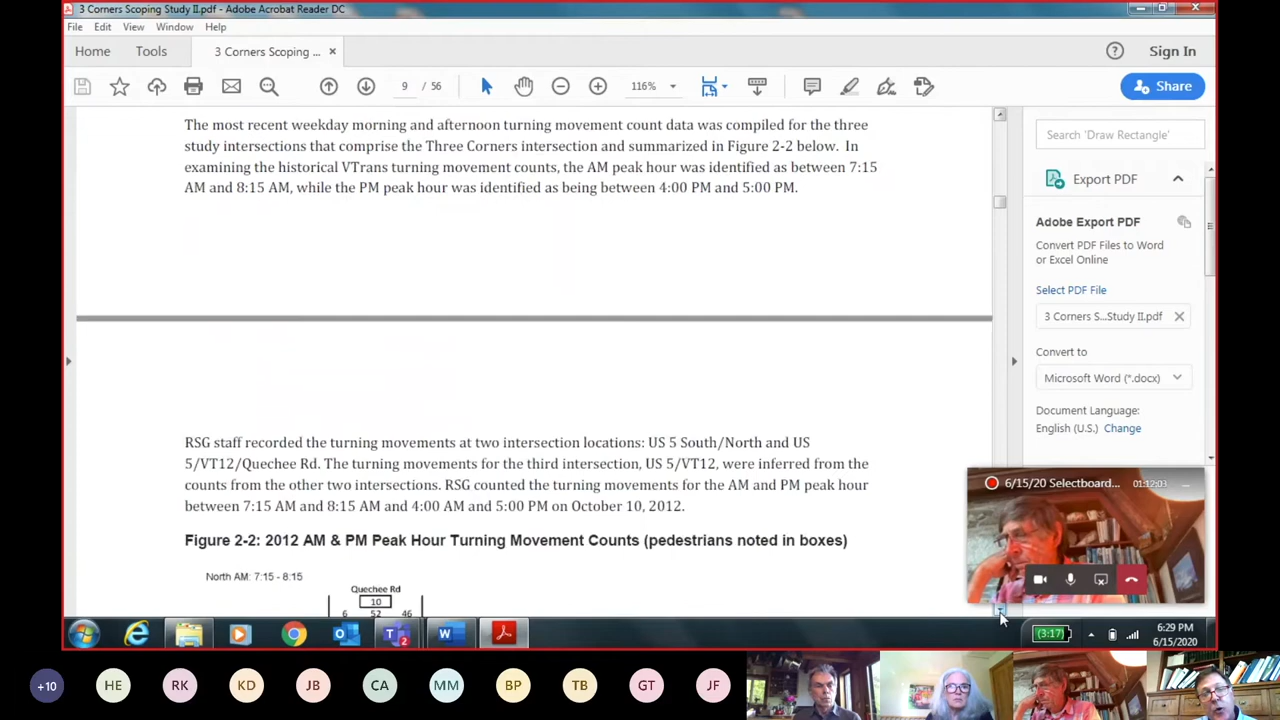 3 Corners Scoping Study II.pdf - Adobe Acrobat Reader DC
File Edit View Window Help
Home Tools 3 Corners Scoping ... × Sign In
9 / 56 116% Share
The most recent weekday morning and afternoon turning movement count data was compiled for the three
study intersections that comprise the Three Corners intersection and summarized in Figure 2-2 below. In
examining the historical VTrans turning movement counts, the AM peak hour was identified as between 7:15
AM and 8:15 AM, while the PM peak hour was identified as being between 4:00 PM and 5:00 PM.
RSG staff recorded the turning movements at two intersection locations: US 5 South/North and US
5/VT12/Quechee Rd. The turning movements for the third intersection, US 5/VT12, were inferred from the
counts from the other two intersections. RSG counted the turning movements for the AM and PM peak hour
between 7:15 AM and 8:15 AM and 4:00 AM and 5:00 PM on October 10, 2012.
Figure 2-2: 2012 AM & PM Peak Hour Turning Movement Counts (pedestrians noted in boxes)
North AM: 7:15 - 8:15
Quechee Rd
10
6 52 46
Search 'Draw Rectangle'
Export PDF
Adobe Export PDF
Convert PDF Files to Word
or Excel Online
Select PDF File
3 Corners S...Study II.pdf ×
Convert to
Microsoft Word (*.docx)
Document Language:
English (U.S.) Change
6/15/20 Selectboard... 01:12:03
(3:17) 6:29 PM
6/15/2020
2
+10 HE RK KD JB CA MM BP TB GT JF